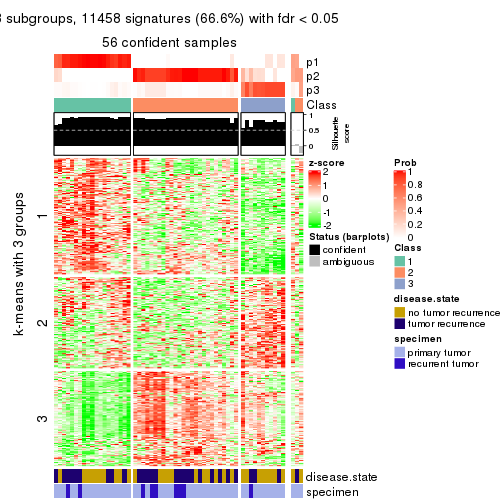 3 subgroups, 11458 signatures (66.6%) with fdr < 0.05
56 confident samples
p1
p2
p3
Class
1
0.5
0
Silhouette
score
k-means with 3 groups
1
2
3
z-score
2
1
0
-1
-2
Status (barplots)
confident
ambiguous
Prob
1
0.8
0.6
0.4
0.2
0
Class
1
2
3
disease.state
no tumor recurrence
tumor recurrence
specimen
primary tumor
recurrent tumor
disease.state
specimen